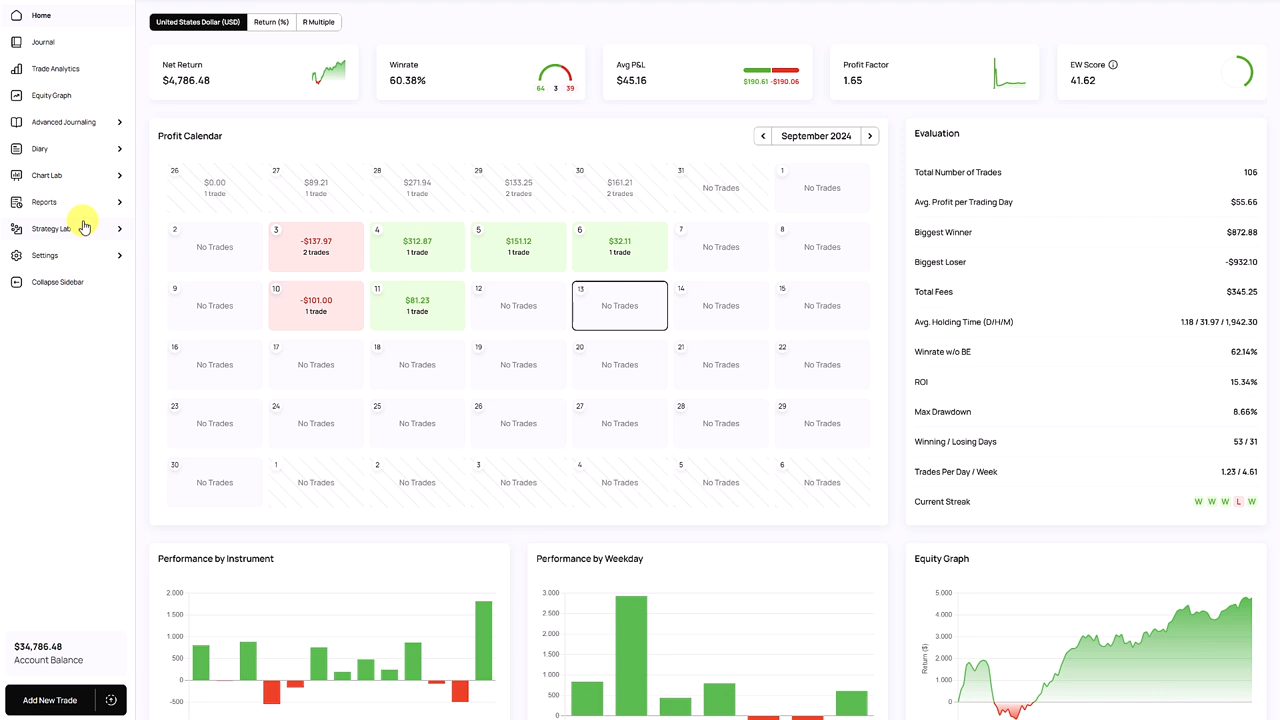 Home
Journal
Trade Analytics
Equity Graph
Advanced Journaling
Diary
Chart Lab
Reports
Strategy Lab
Settings
Collapse Sidebar
$34,786.48
Account Balance
Add New Trade
United States Dollar (USD) Return (%) R Multiple
Net Return
$4,786.48
Winrate
60.38%
64 3 39
Avg P&L
$45.16
$190.61 -$190.06
Profit Factor
1.65
EW Score
41.62
Profit Calendar
September 2024
26 27 28 29 30 31 1
$0.00 $89.21 $271.94 $133.25 $161.21 No Trades No Trades
1 trade 1 trade 1 trade 2 trades 2 trades
2 3 4 5 6 7 8
No Trades -$137.97 $312.87 $151.12 $32.11 No Trades No Trades
2 trades 1 trade 1 trade 1 trade
9 10 11 12 13 14 15
No Trades -$101.00 $81.23 No Trades No Trades No Trades No Trades
1 trade 1 trade
16 17 18 19 20 21 22
No Trades No Trades No Trades No Trades No Trades No Trades No Trades
23 24 25 26 27 28 29
No Trades No Trades No Trades No Trades No Trades No Trades No Trades
30 1 2 3 4 5 6
No Trades No Trades No Trades No Trades No Trades No Trades No Trades
Evaluation
Total Number of Trades 106
Avg. Profit per Trading Day $55.66
Biggest Winner $872.88
Biggest Loser -$932.10
Total Fees $345.25
Avg. Holding Time (D/H/M) 1.18 / 31.97 / 1,942.30
Winrate w/o BE 62.14%
ROI 15.34%
Max Drawdown 8.66%
Winning / Losing Days 53 / 31
Trades Per Day / Week 1.23 / 4.61
Current Streak W W W L W
Performance by Instrument
2.000
1.500
1.000
500
0
-500
Performance by Weekday
3.000
2.500
2.000
1.500
1.000
500
0
Equity Graph
5 000
4.000
3.000
2.000
1 000
0
Return ($)